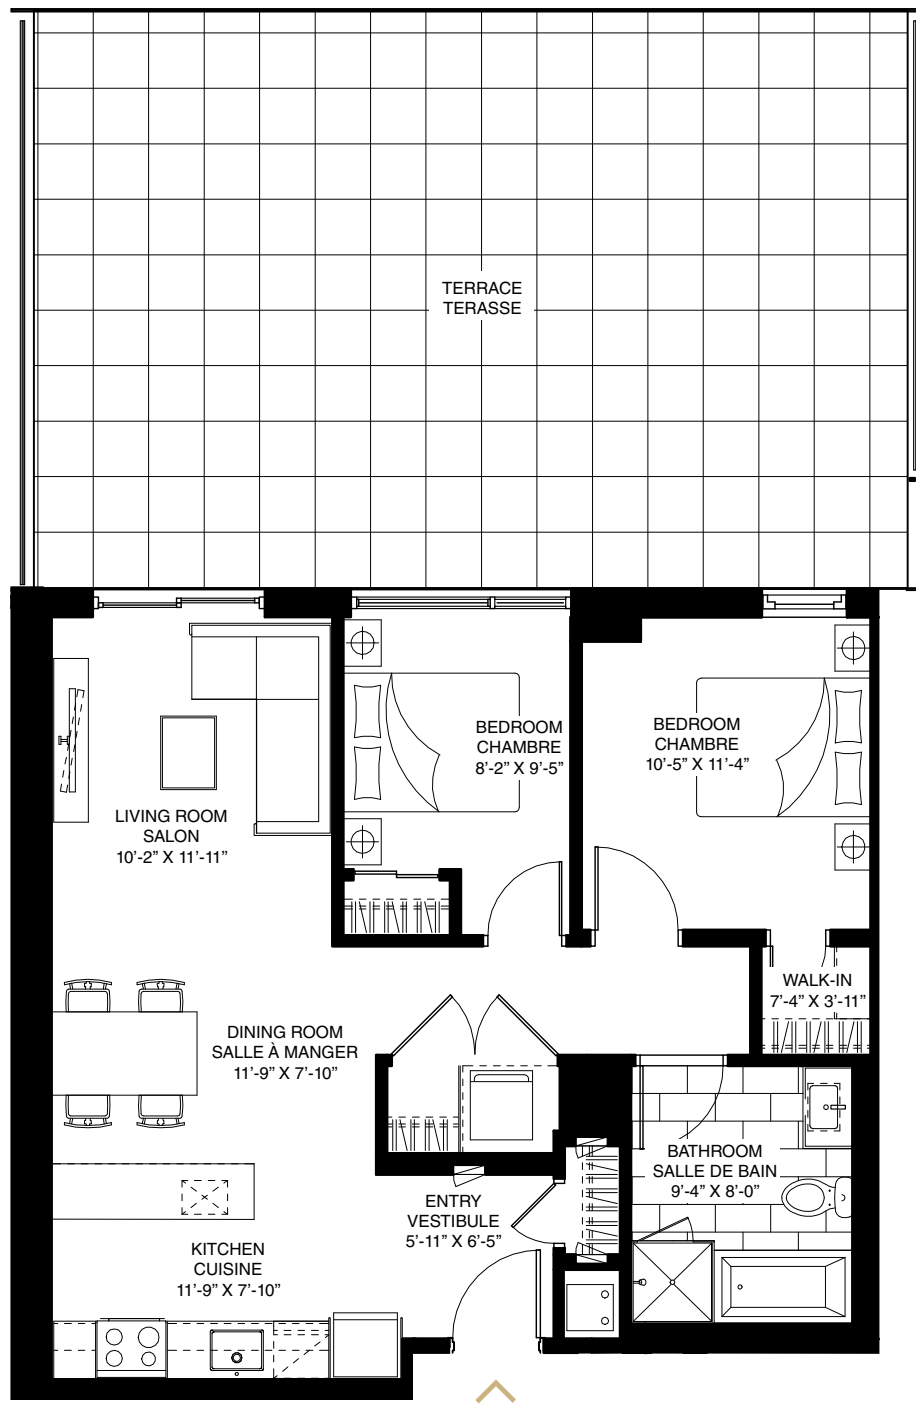 TERRACE
TERASSE
BEDROOM
CHAMBRE
8'-2” X 9'-5”
BEDROOM
CHAMBRE
10'-5” X 11'-4”
LIVING ROOM
SALON
10'-2” X 11'-11”
WALK-IN
7'-4” X 3'-11”
DINING ROOM
SALLE À MANGER
11'-9” X 7'-10”
BATHROOM
SALLE DE BAIN
9'-4” X 8'-0”
ENTRY
VESTIBULE
5'-11” X 6'-5”
KITCHEN
CUISINE
11'-9” X 7'-10”